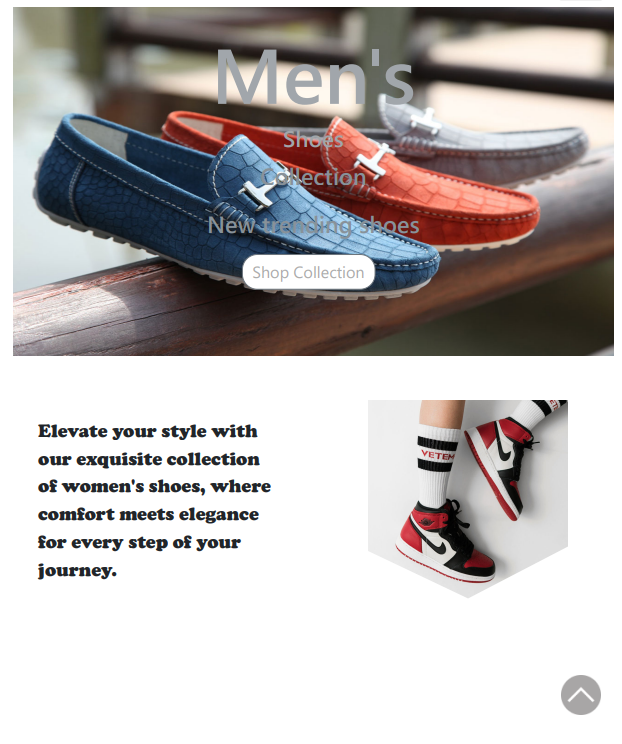 Men's
Shoes
Collection
New trending shoes
Shop Collection
Elevate your style with
our exquisite collection
of women's shoes, where
comfort meets elegance
for every step of your
journey.
VETEM